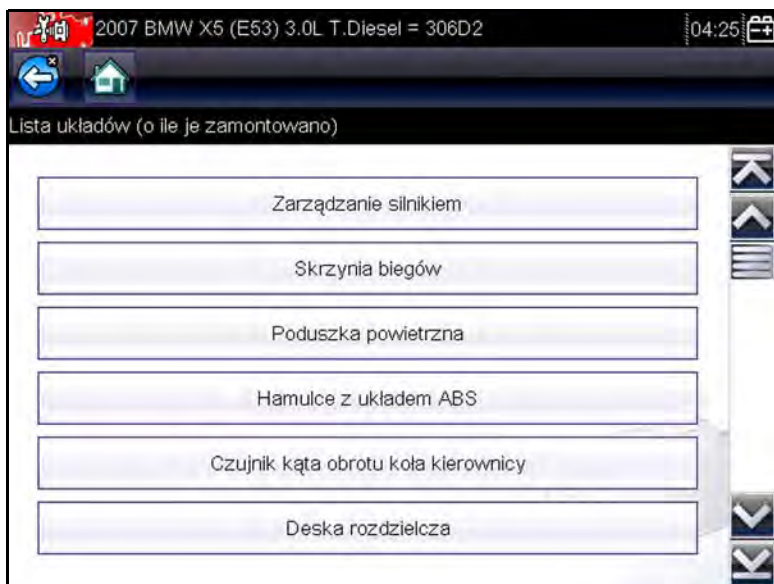 2007 BMW X5 (E53) 3.0L T.Diesel = 306D2 04:25
Lista układów (o ile je zamontowano)
Zarządzanie silnikiem
Skrzynia biegów
Poduszka powietrzna
Hamulce z układem ABS
Czujnik kąta obrotu koła kierownicy
Deska rozdzielcza